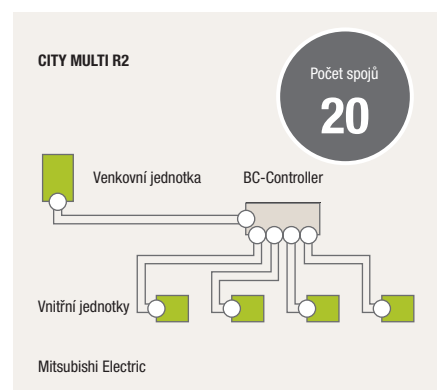 CITY MULTI R2
Počet spojů
20
Venkovní jednotka
BC-Controller
Vnitřní jednotky
Mitsubishi Electric